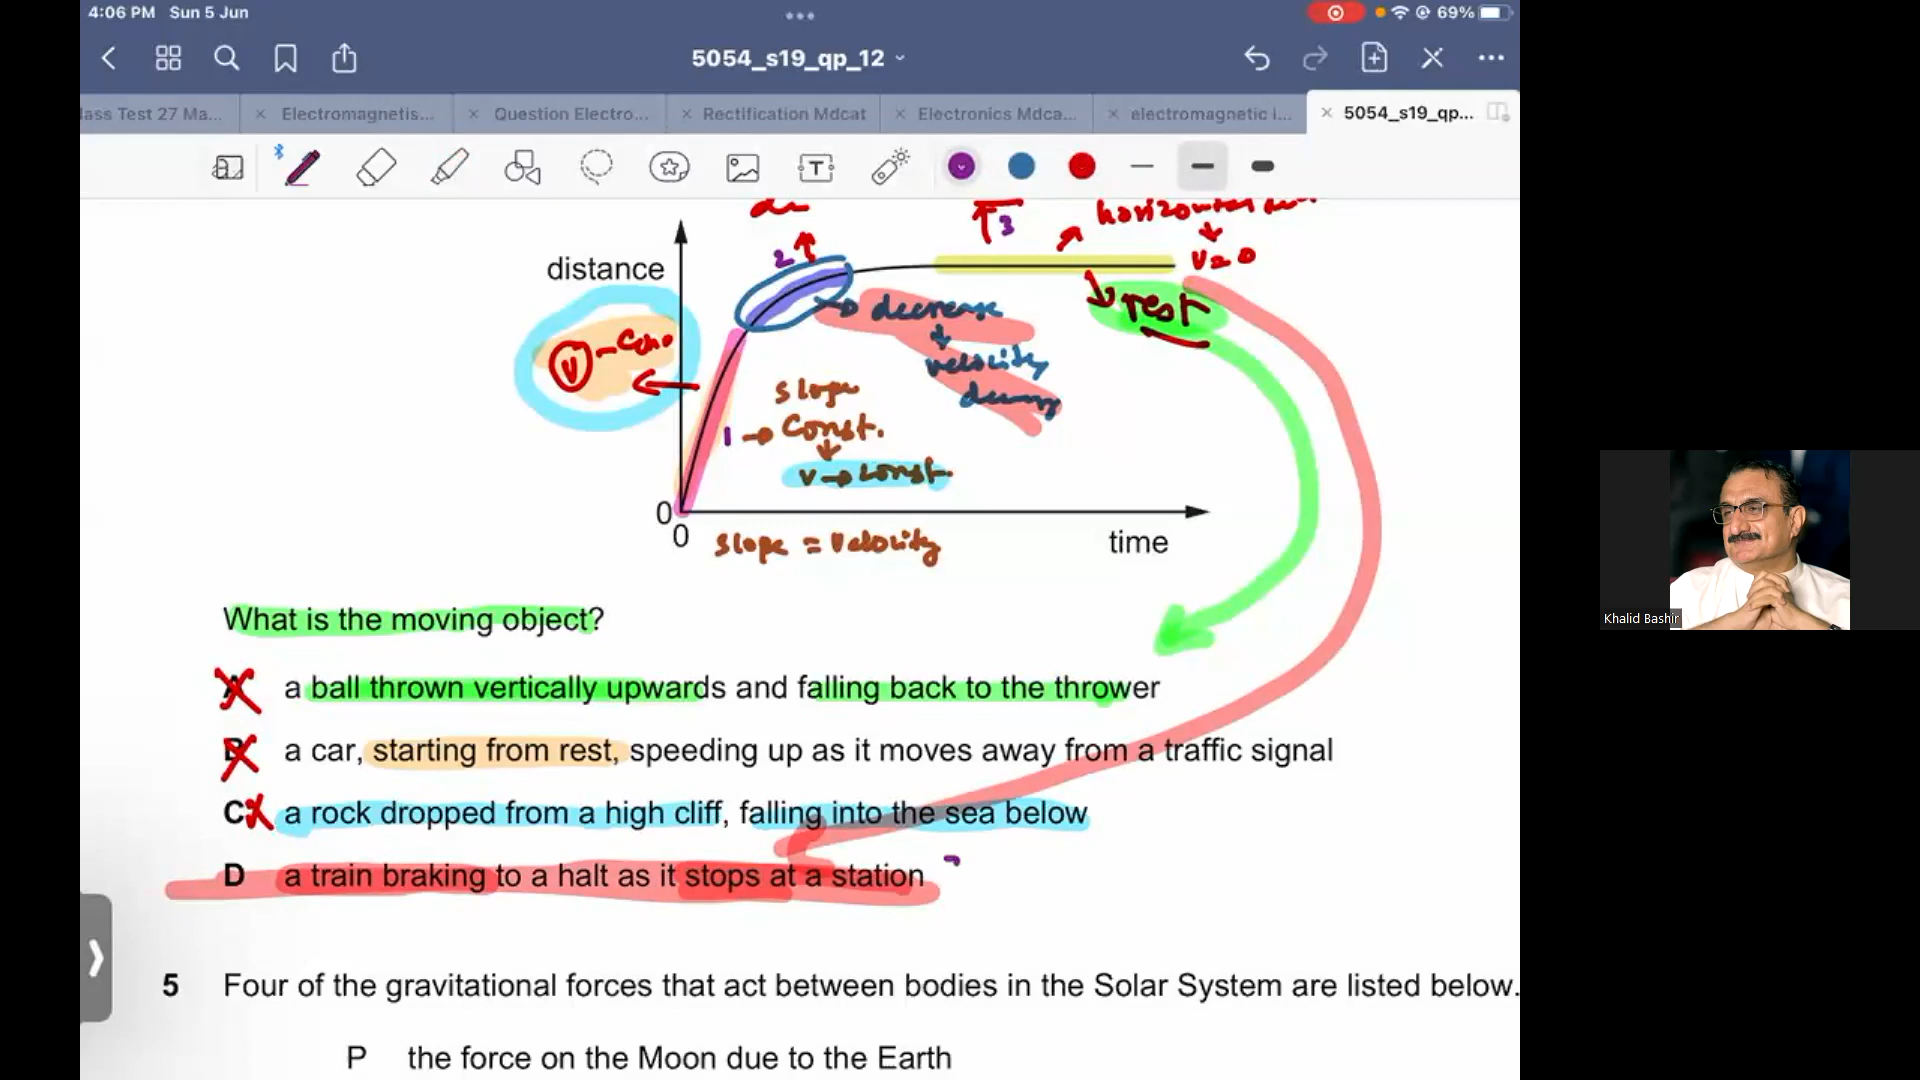 4:06 PM Sun 5 Jun
69%
5054_s19_qp_12
ass Test 27 Ma...
Electromagnetis...
Question Electro...
Rectification Mdcat
Electronics Mdca...
electromagnetic i...
5054_s19_qp...
T
3
horizontal
2
V=0
distance
decrease
rest
V
velocity
slope
1 → Const.
v → const.
0
0
slope = velocity
time
What is the moving object?
a ball thrown vertically upwards and falling back to the thrower
B a car, starting from rest, speeding up as it moves away from a traffic signal
C a rock dropped from a high cliff, falling into the sea below
D a train braking to a halt as it stops at a station
5 Four of the gravitational forces that act between bodies in the Solar System are listed below.
P the force on the Moon due to the Earth
Khalid Bashir